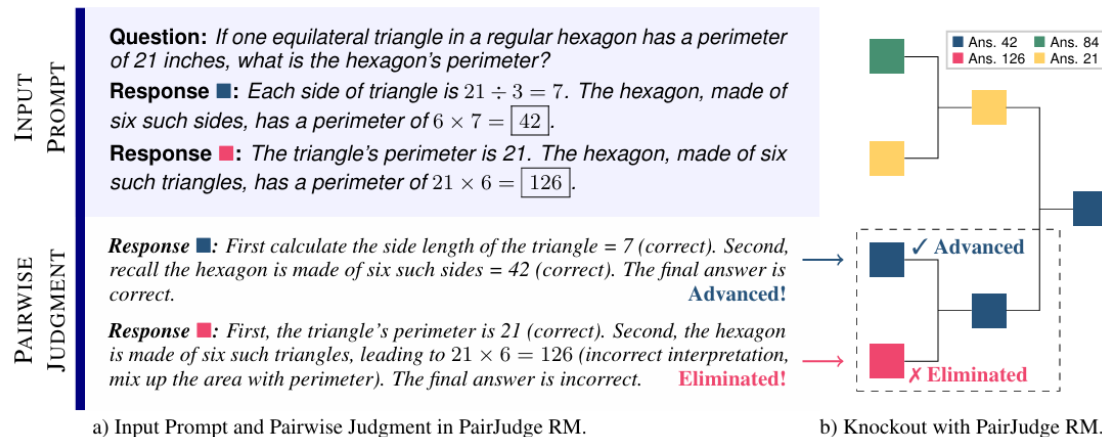 INPUT
PROMPT
Question: If one equilateral triangle in a regular hexagon has a perimeter
of 21 inches, what is the hexagon's perimeter?
Response ■: Each side of triangle is 21 ÷ 3 = 7. The hexagon, made of
six such sides, has a perimeter of 6 × 7 = 42.
Response ■: The triangle's perimeter is 21. The hexagon, made of six
such triangles, has a perimeter of 21 × 6 = 126.
PAIRWISE
JUDGMENT
Response ■: First calculate the side length of the triangle = 7 (correct). Second,
recall the hexagon is made of six such sides = 42 (correct). The final answer is
correct. Advanced!
Response ■: First, the triangle's perimeter is 21 (correct). Second, the hexagon
is made of six such triangles, leading to 21 × 6 = 126 (incorrect interpretation,
mix up the area with perimeter). The final answer is incorrect. Eliminated!
a) Input Prompt and Pairwise Judgment in PairJudge RM.
Ans. 42 Ans. 84
Ans. 126 Ans. 21
✓ Advanced
✗ Eliminated
b) Knockout with PairJudge RM.